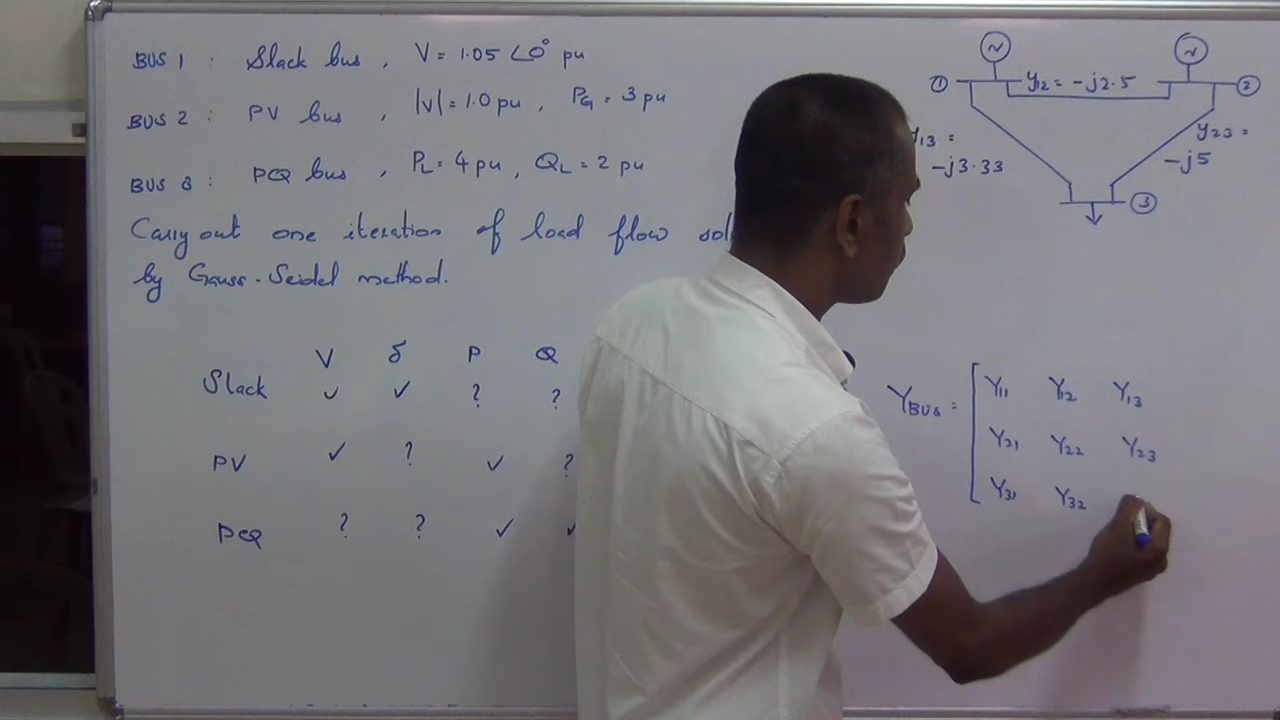 BUS 1 : Slack bus , V = 1.05 ∠0° pu
BUS 2 : PV bus , |V| = 1.0 pu , PG = 3 pu
BUS 3 : PQ bus , PL = 4 pu , QL = 2 pu
Carry out one iteration of load flow
by Gauss-Seidel method.
V δ P Q
Slack ✓ ✓ ? ?
PV ✓ ? ✓ ?
PQ ? ? ✓ ✓
~ ~
① y12 = -j2.5 ②
13 = -j3.33
y23 = -j5
③
YBUS = [ Y11 Y12 Y13
Y21 Y22 Y23
Y31 Y32